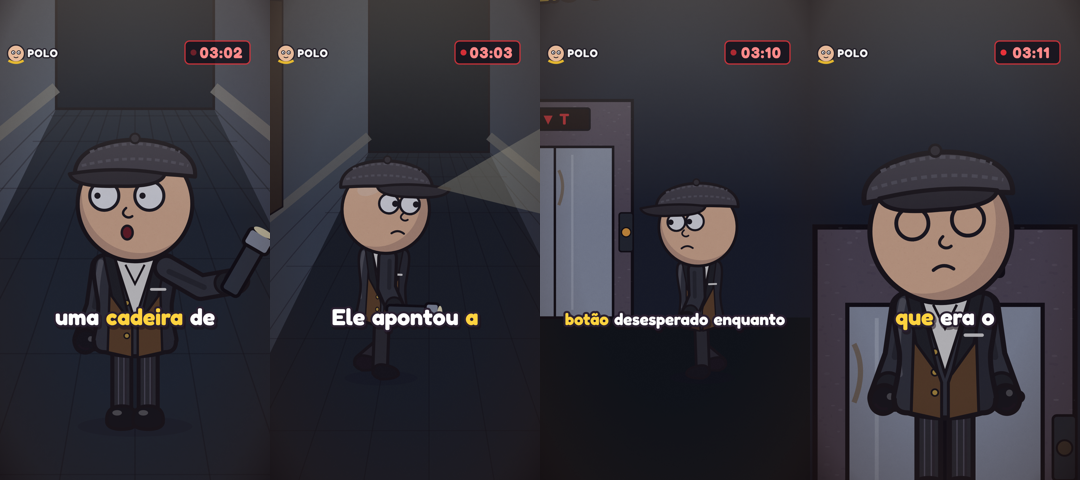 POLO
03:02
uma cadeira de
POLO
03:03
Ele apontou a
POLO
03:10
▼ T
botão desesperado enquanto
POLO
03:11
que era o